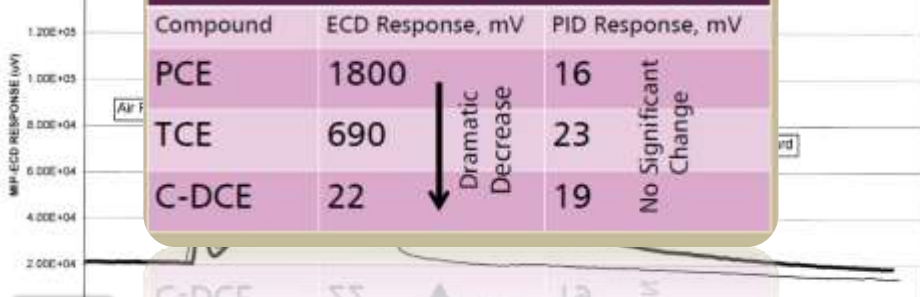 Compound ECD Response, mV PID Response, mV
PCE 1800 16
TCE 690 23
C-DCE 22 19
Dramatic
Decrease
No Significant
Change
MIP-ECD RESPONSE (uV)
1.20E+05
1.00E+05
8.00E+04
6.00E+04
4.00E+04
2.00E+04
Air